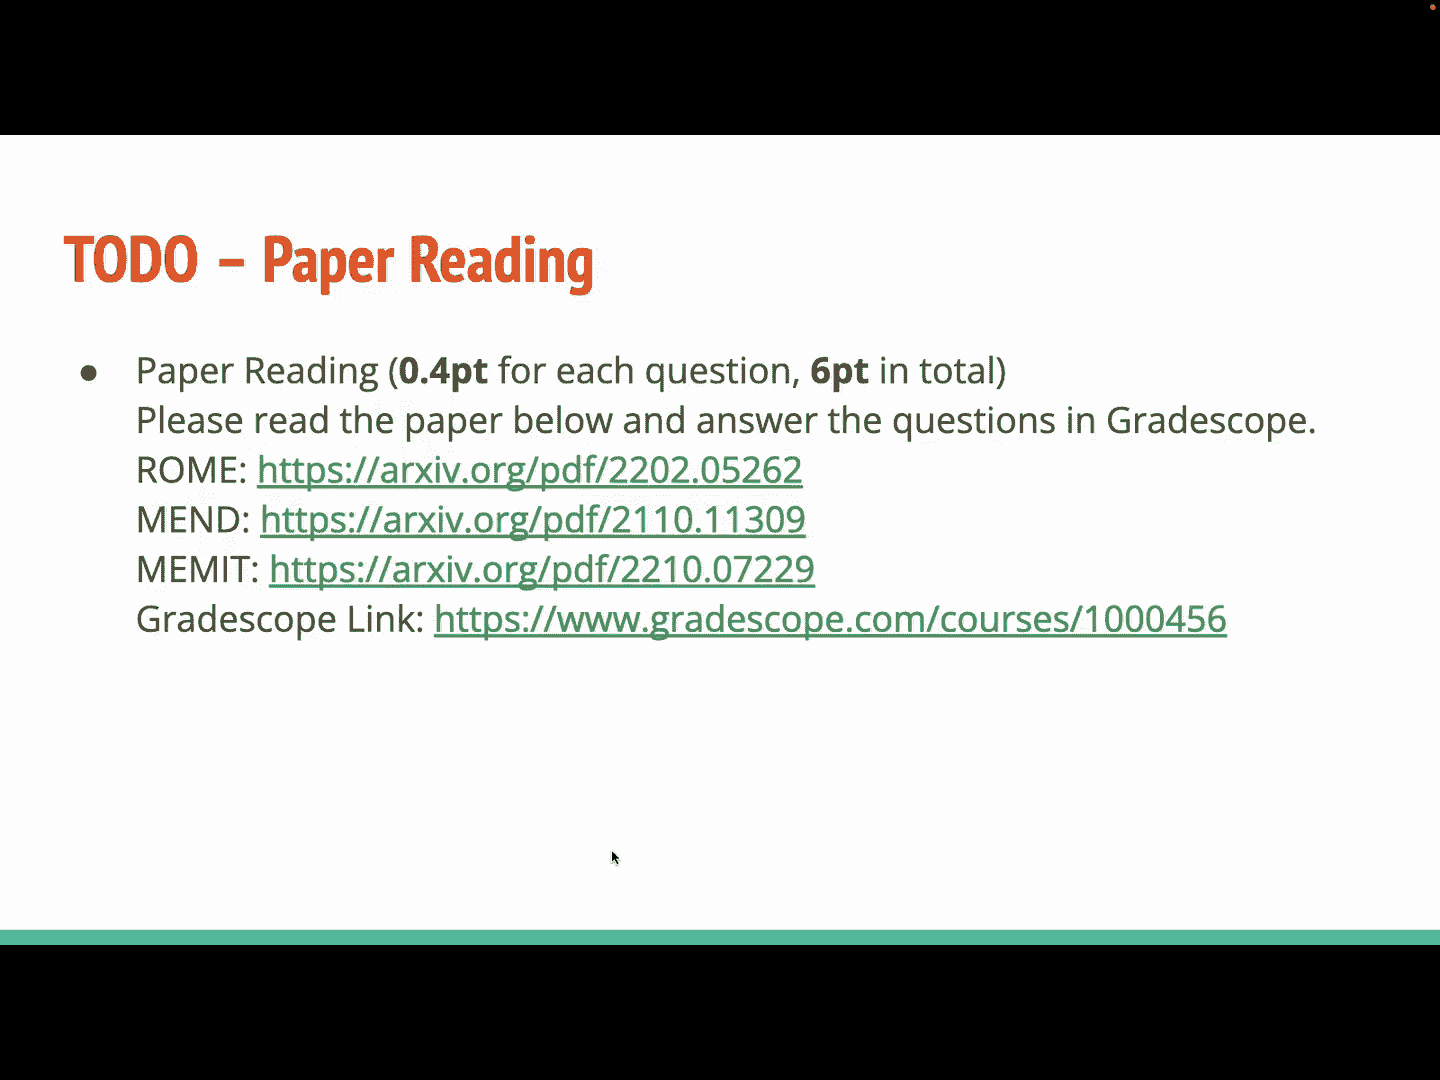 TODO – Paper Reading
● Paper Reading (0.4pt for each question, 6pt in total)
Please read the paper below and answer the questions in Gradescope.
ROME: https://arxiv.org/pdf/2202.05262
MEND: https://arxiv.org/pdf/2110.11309
MEMIT: https://arxiv.org/pdf/2210.07229
Gradescope Link: https://www.gradescope.com/courses/1000456